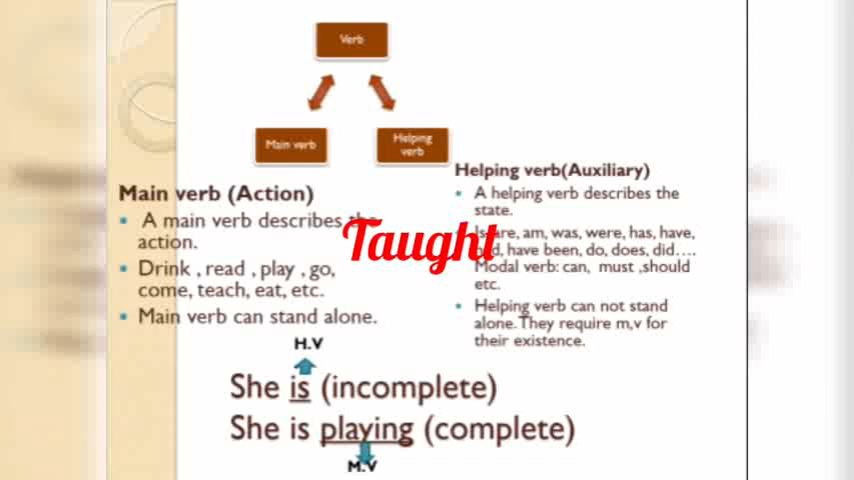 Verb
Main verb
Helping
verb
Main verb (Action)
A main verb describes the
action.
Drink , read , play , go,
come, teach, eat, etc.
Main verb can stand alone.
Helping verb(Auxiliary)
A helping verb describes the
state.
Is, are, am, was, were, has, have,
had, have been, do, does, did....
Modal verb: can, must ,should
etc.
Helping verb can not stand
alone. They require m,v for
their existence.
Taught
H.V
She is (incomplete)
She is playing (complete)
M.V